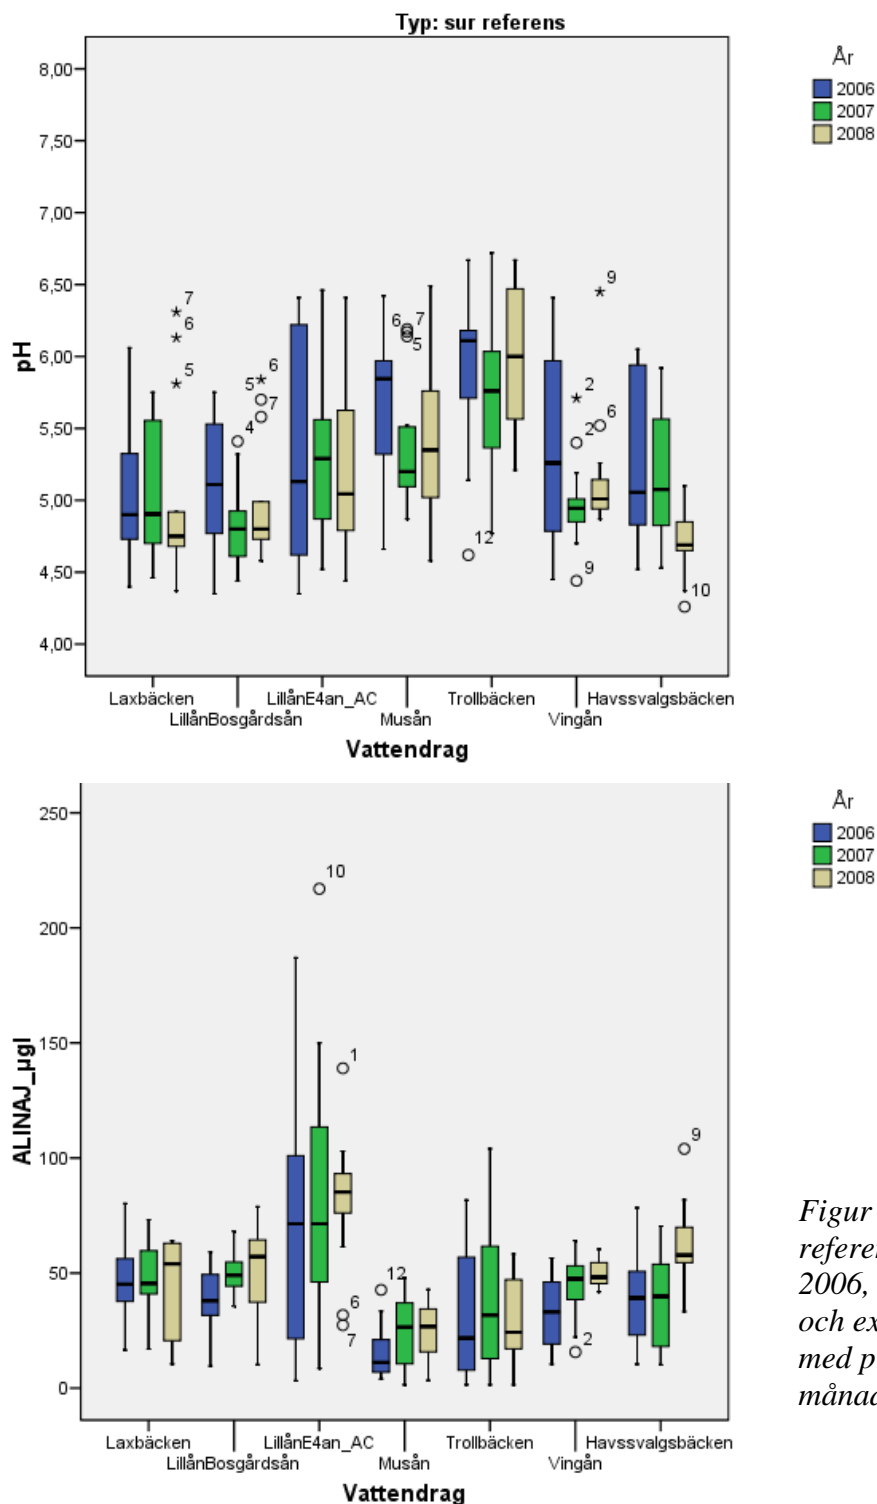 Typ: sur referens
År
2006
2007
2008
8,00
7,50
7,00
6,50
6,00
5,50
5,00
4,50
4,00
pH
7
6
5
5
4
6
7
6
7
5
12
2
2
9
9
6
10
Laxbäcken
LillånBosgårdsån
LillånE4an_AC
Musån
Trollbäcken
Vingån
Havssvalgsbäcken
Vattendrag
År
2006
2007
2008
250
200
150
100
50
0
ALINAJ_µgl
10
1
6
7
12
2
9
Laxbäcken
LillånBosgårdsån
LillånE4an_AC
Musån
Trollbäcken
Vingån
Havssvalgsbäcken
Vattendrag
Figur
referen
2006,
och ex
med p
månad